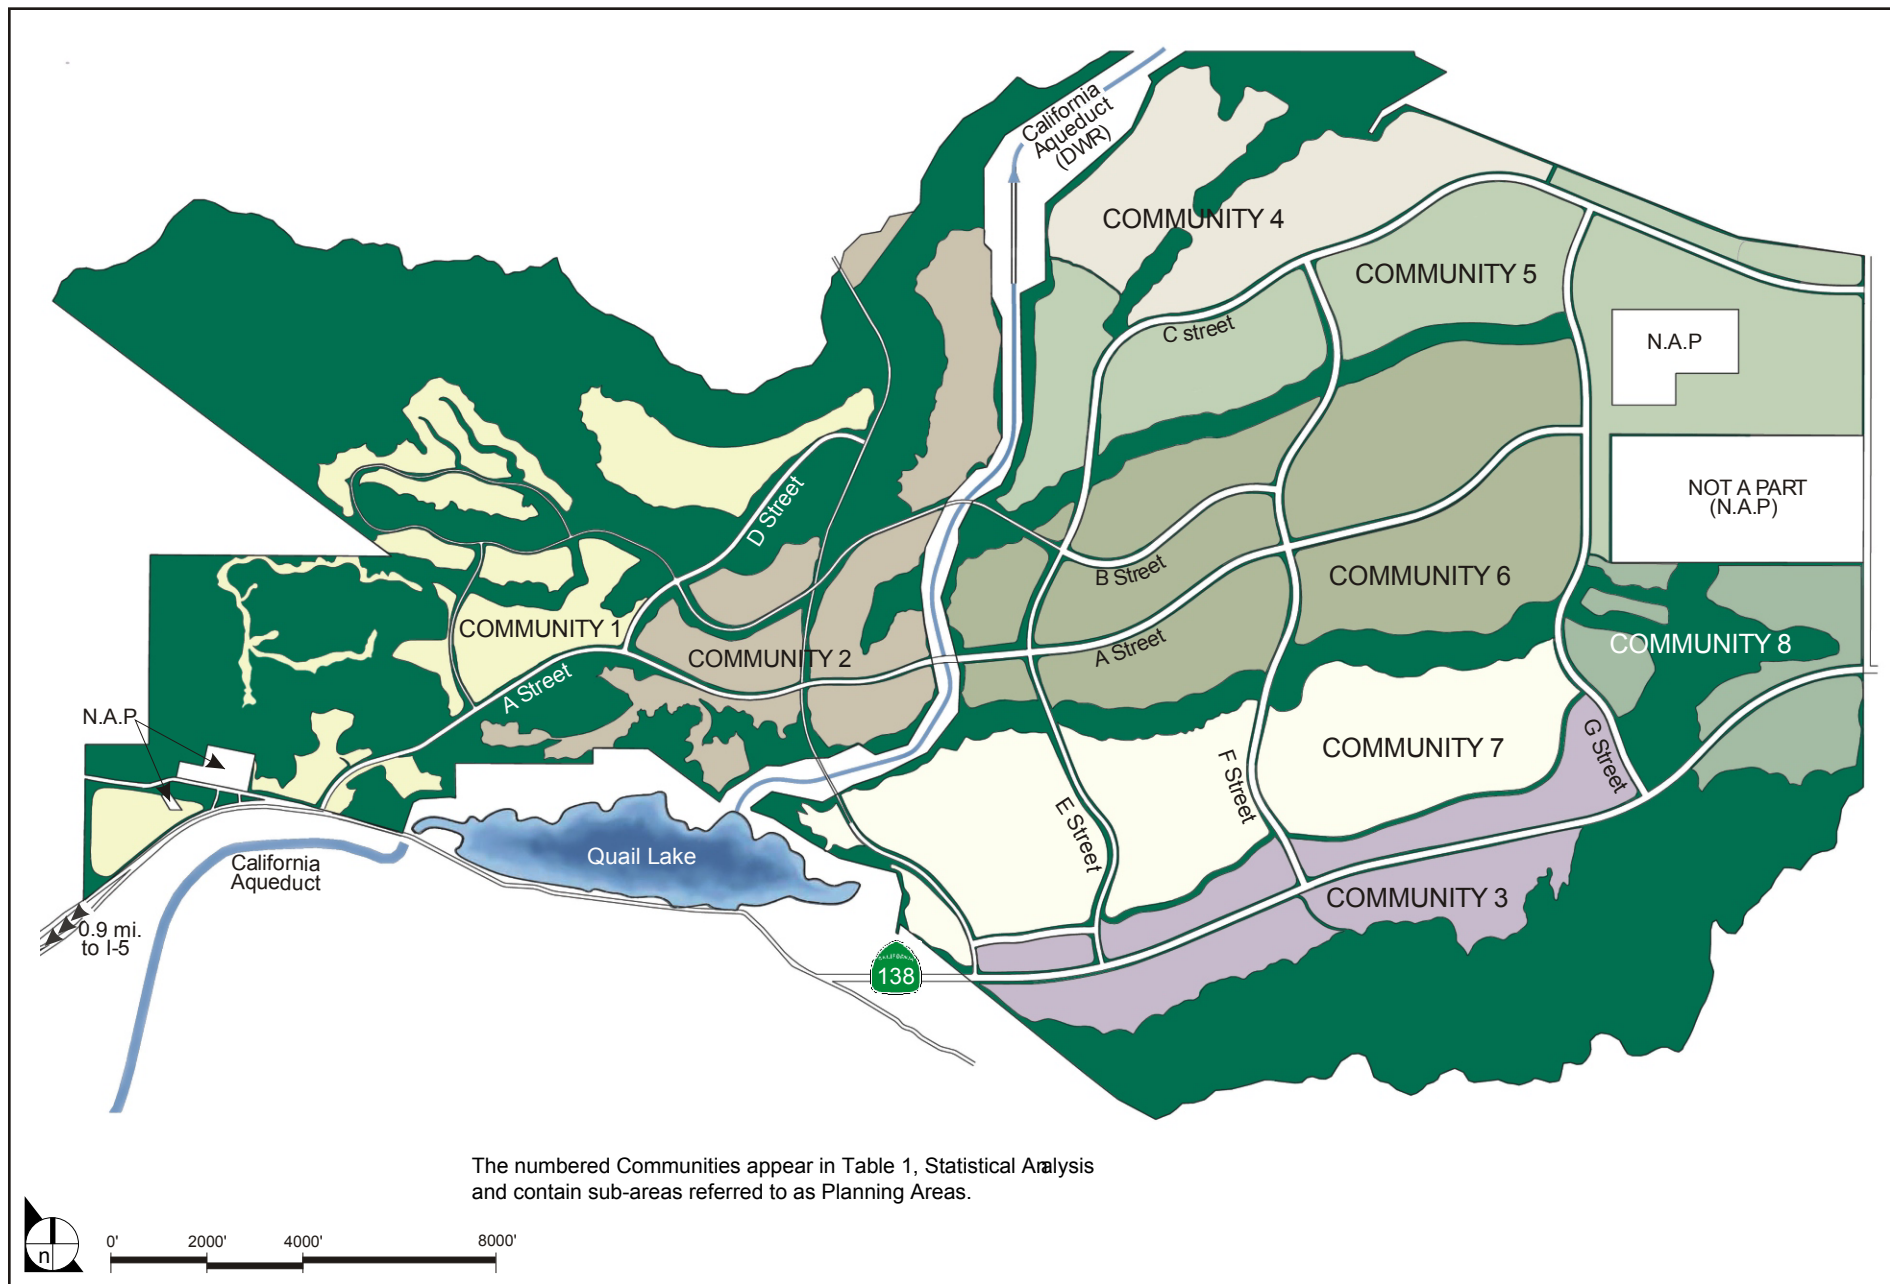 California
Aqueduct
(DWR)
COMMUNITY 4
COMMUNITY 5
C street
N.A.P
NOT A PART
(N.A.P)
D Street
B Street
COMMUNITY 6
COMMUNITY 1
COMMUNITY 2
A Street
A Street
COMMUNITY 8
N.A.P
COMMUNITY 7
G Street
F Street
E Street
Quail Lake
California
Aqueduct
COMMUNITY 3
0.9 mi.
to I-5
138
The numbered Communities appear in Table 1, Statistical Analysis
and contain sub-areas referred to as Planning Areas.
n
0' 2000' 4000' 8000'